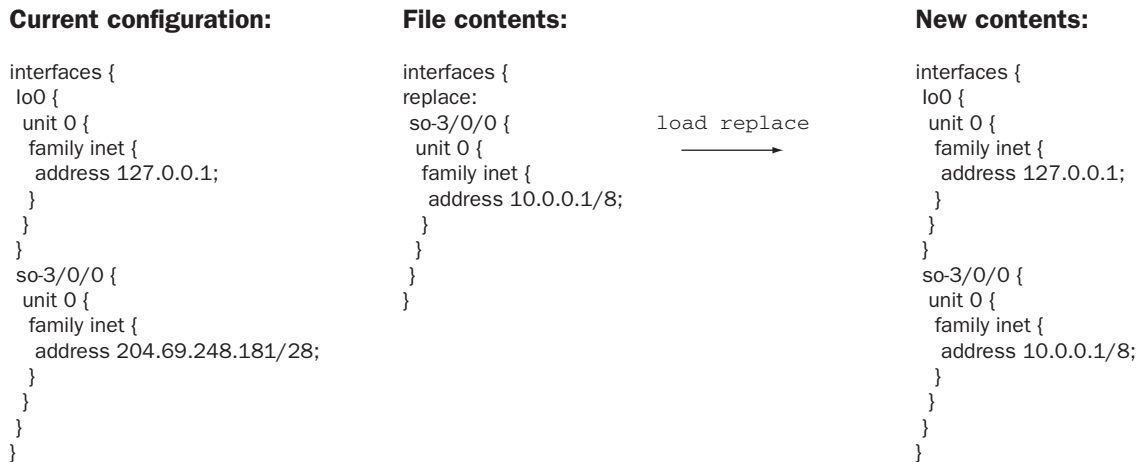 Current configuration:
interfaces {
lo0 {
unit 0 {
family inet {
address 127.0.0.1;
}
}
}
so-3/0/0 {
unit 0 {
family inet {
address 204.69.248.181/28;
}
}
}
}
File contents:
interfaces {
replace:
so-3/0/0 {
unit 0 {
family inet {
address 10.0.0.1/8;
}
}
}
}
load replace
New contents:
interfaces {
lo0 {
unit 0 {
family inet {
address 127.0.0.1;
}
}
}
so-3/0/0 {
unit 0 {
family inet {
address 10.0.0.1/8;
}
}
}
}